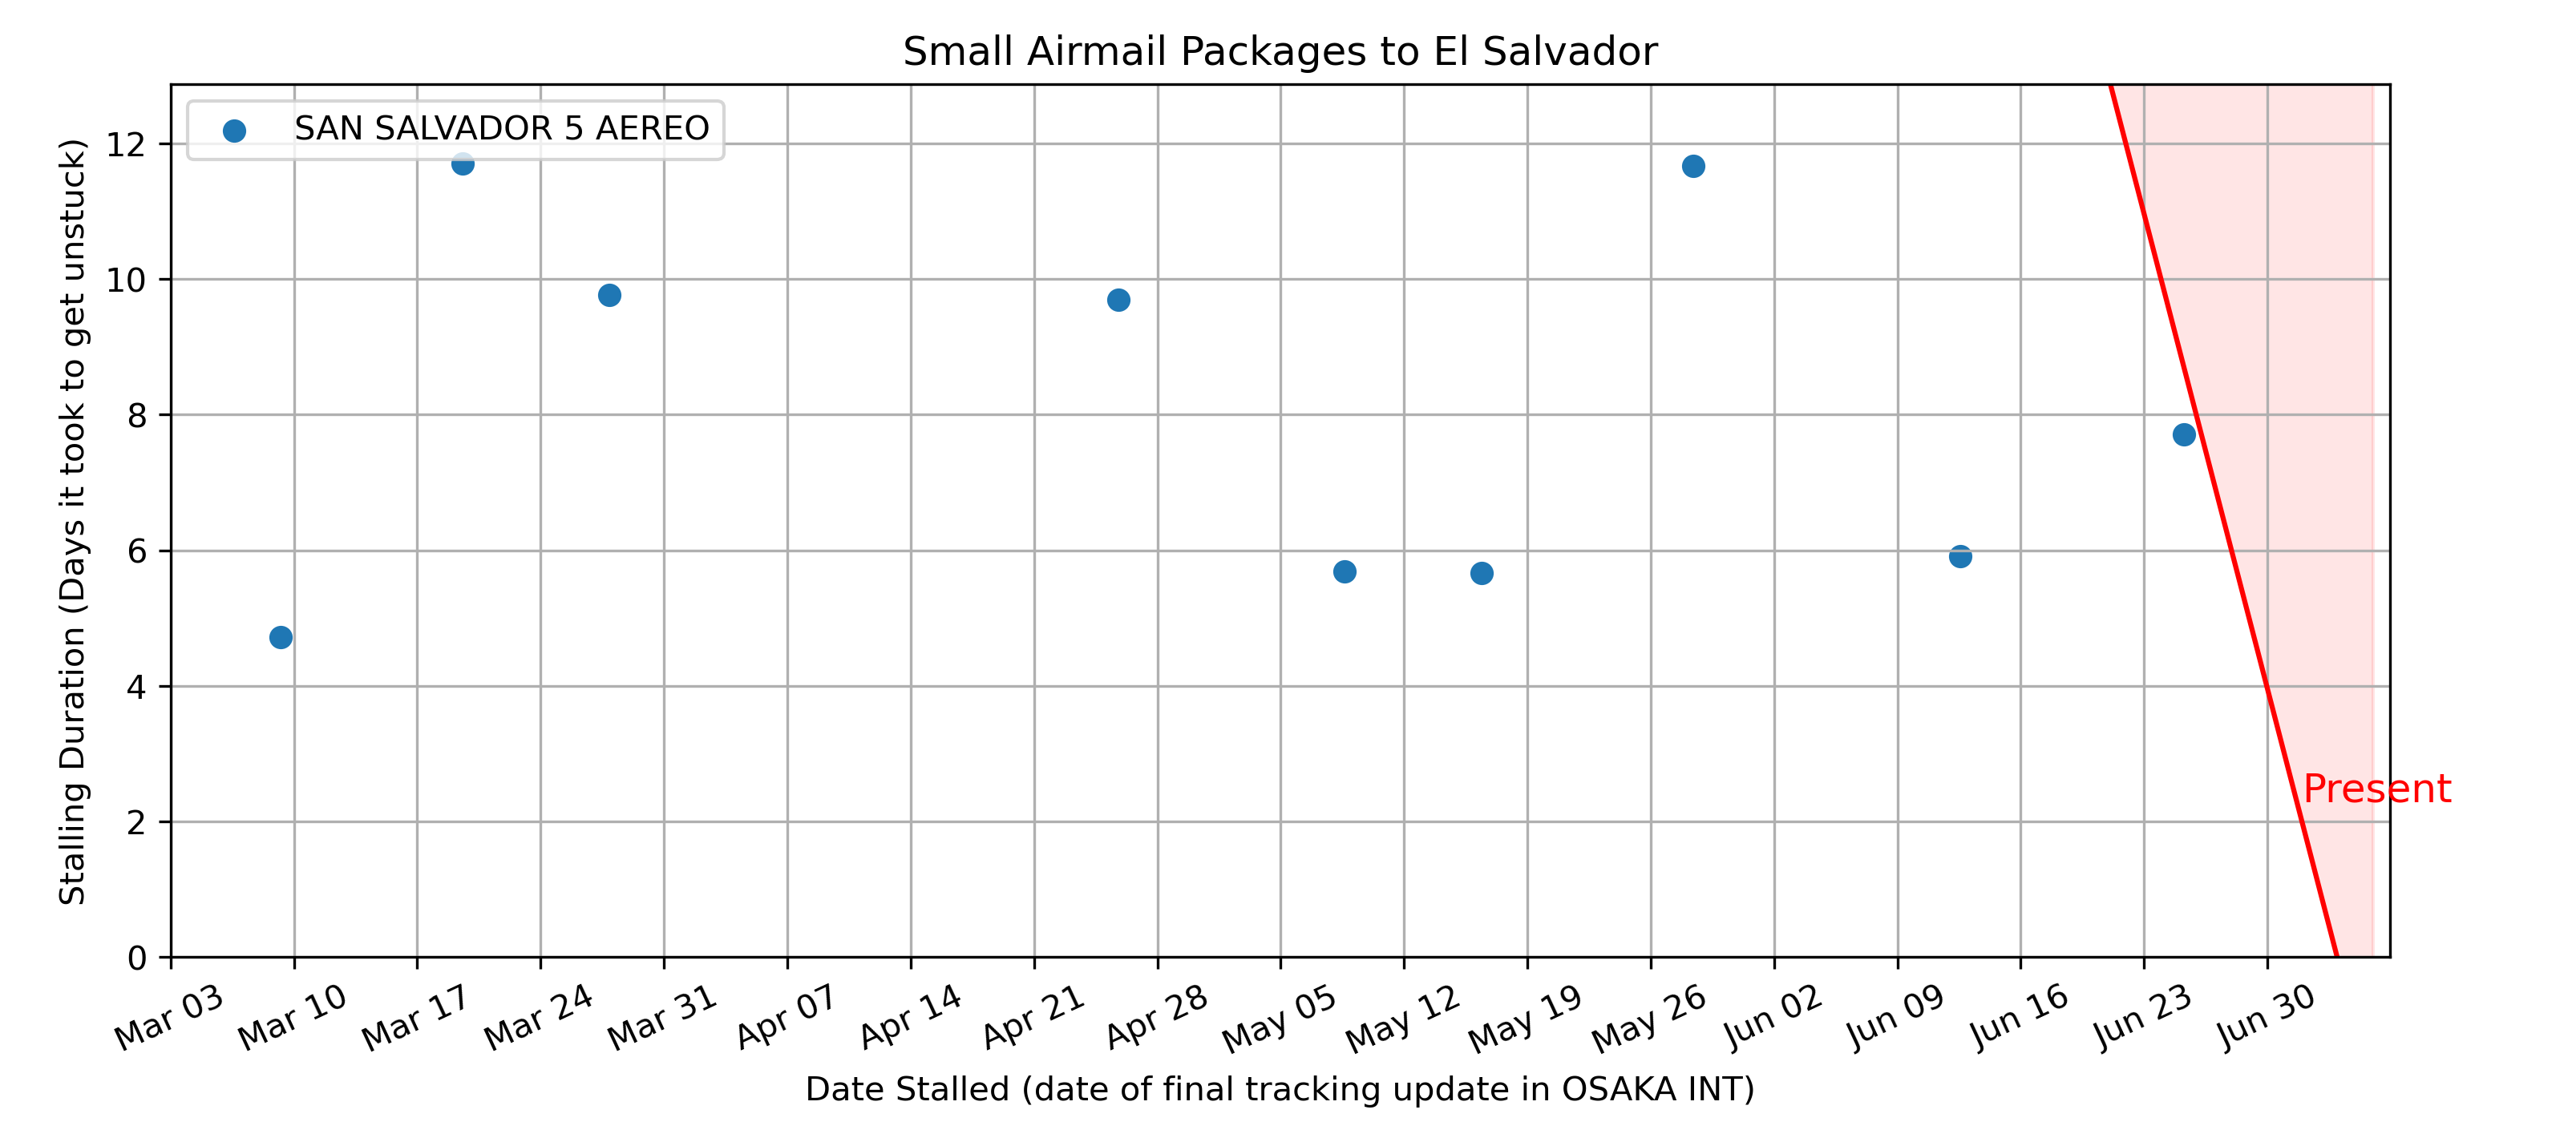 Small Airmail Packages to El Salvador
SAN SALVADOR 5 AEREO
Stalling Duration (Days it took to get unstuck)
12
10
8
6
4
2
0
Present
Mar 03
Mar 10
Mar 17
Mar 24
Mar 31
Apr 07
Apr 14
Apr 21
Apr 28
May 05
May 12
May 19
May 26
Jun 02
Jun 09
Jun 16
Jun 23
Jun 30
Date Stalled (date of final tracking update in OSAKA INT)